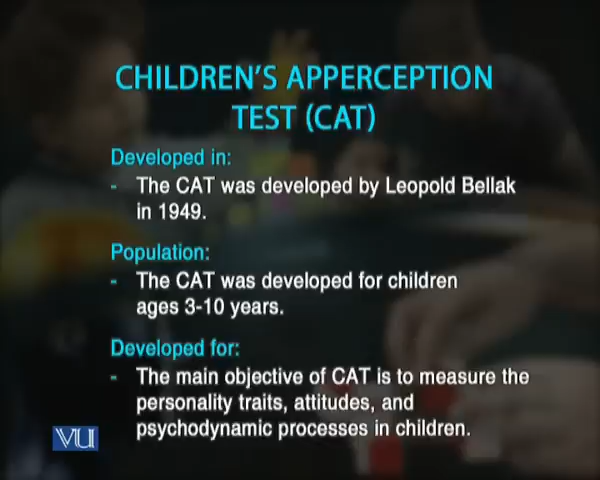 CHILDREN'S APPERCEPTION
TEST (CAT)
Developed in:
- The CAT was developed by Leopold Bellak
in 1949.
Population:
- The CAT was developed for children
ages 3-10 years.
Developed for:
- The main objective of CAT is to measure the
personality traits, attitudes, and
psychodynamic processes in children.
VU